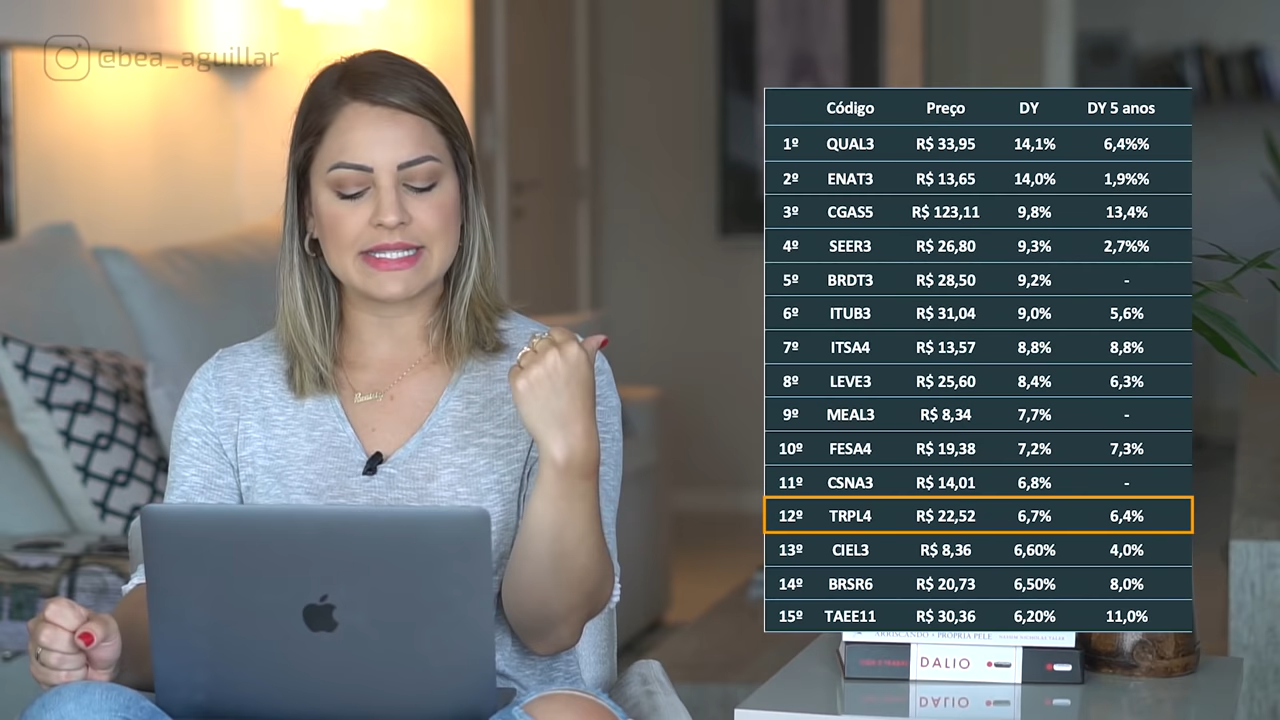 @bea_aguillar
Código Preço DY DY 5 anos
1º QUAL3 R$ 33,95 14,1% 6,4%%
2º ENAT3 R$ 13,65 14,0% 1,9%%
3º CGAS5 R$ 123,11 9,8% 13,4%
4º SEER3 R$ 26,80 9,3% 2,7%%
5º BRDT3 R$ 28,50 9,2% -
6º ITUB3 R$ 31,04 9,0% 5,6%
7º ITSA4 R$ 13,57 8,8% 8,8%
8º LEVE3 R$ 25,60 8,4% 6,3%
9º MEAL3 R$ 8,34 7,7% -
10º FESA4 R$ 19,38 7,2% 7,3%
11º CSNA3 R$ 14,01 6,8% -
12º TRPL4 R$ 22,52 6,7% 6,4%
13º CIEL3 R$ 8,36 6,60% 4,0%
14º BRSR6 R$ 20,73 6,50% 8,0%
15º TAEE11 R$ 30,36 6,20% 11,0%
ARRISCANDO A PRÓPRIA PELE
DALIO